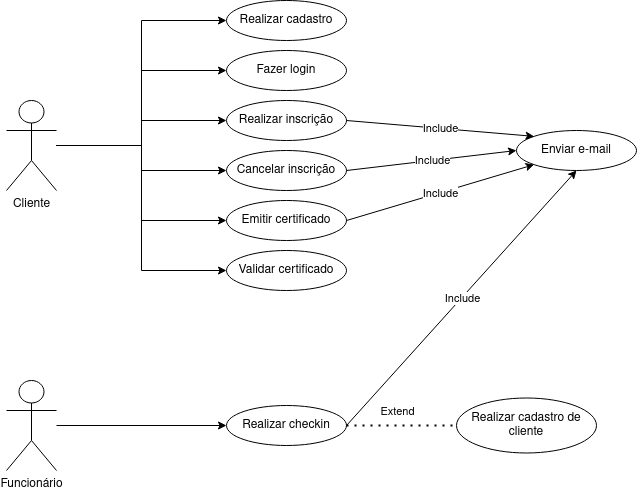 Realizar cadastro
Fazer login
Realizar inscrição
Include
Cancelar inscrição
Include
Enviar e-mail
Emitir certificado
Include
Validar certificado
Cliente
Include
Realizar checkin
Extend
Realizar cadastro de
cliente
Funcionário